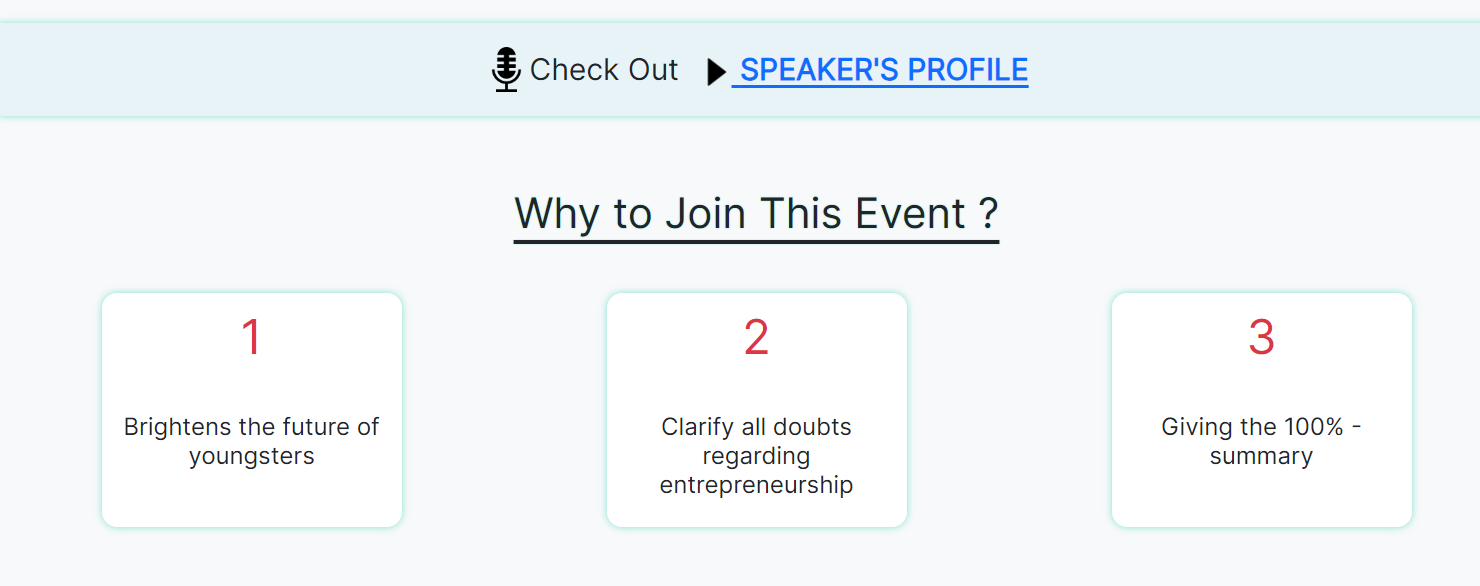 Check Out SPEAKER'S PROFILE
Why to Join This Event ?
1
Brightens the future of
youngsters
2
Clarify all doubts
regarding
entrepreneurship
3
Giving the 100% -
summary